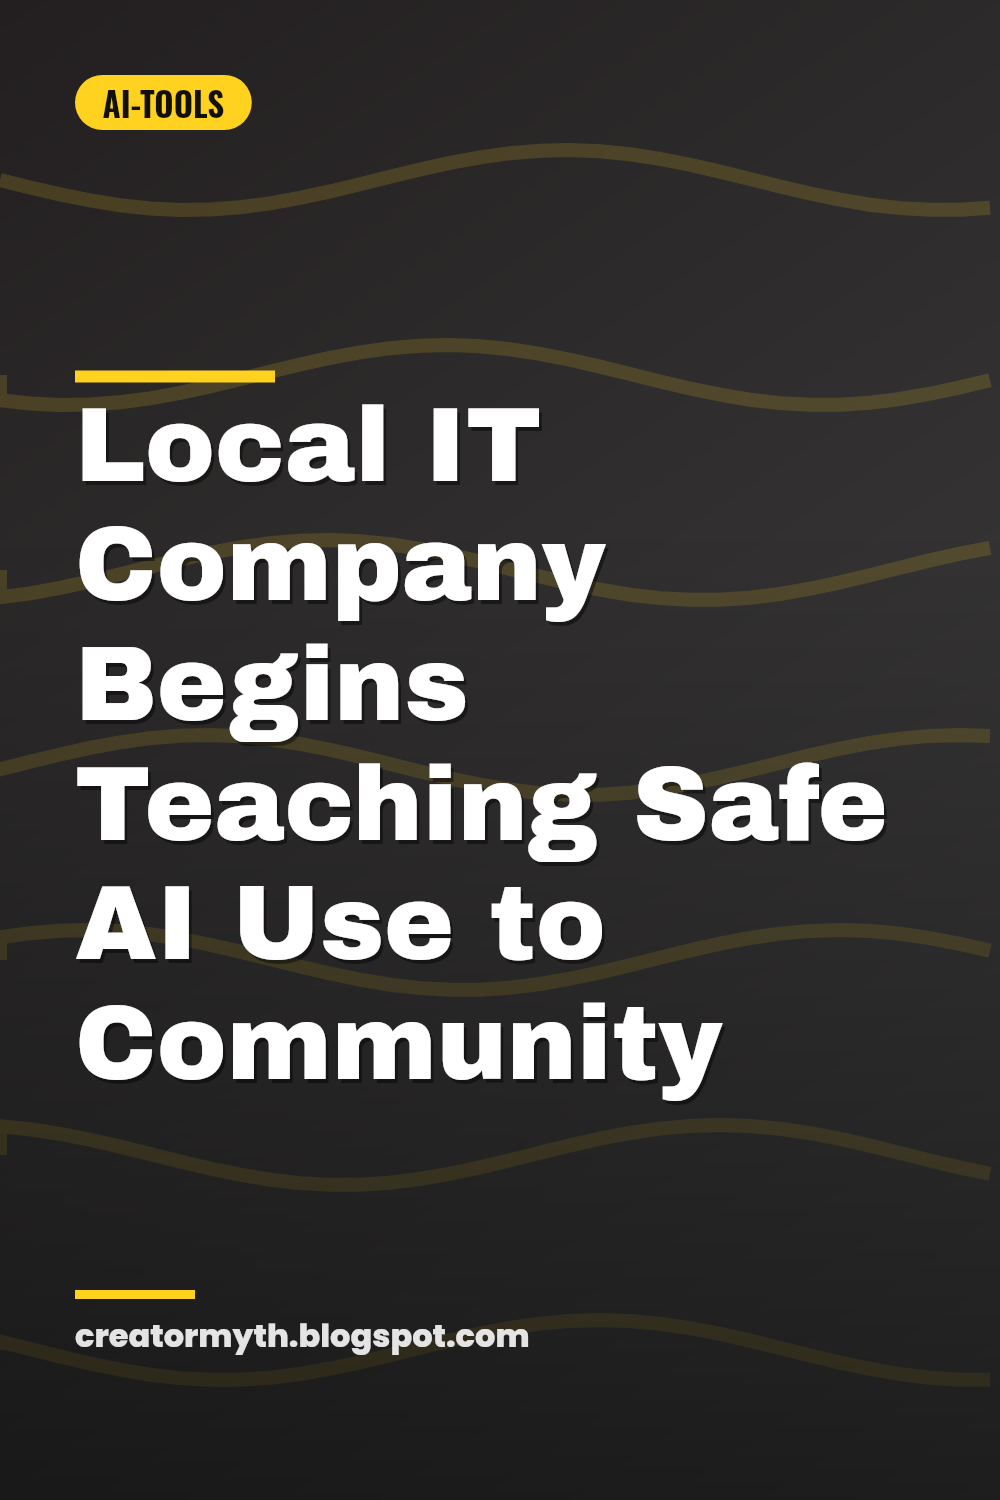 AI-TOOLS
Local IT
Company
Begins
Teaching Safe
AI Use to
Community
creatormyth.blogspot.com